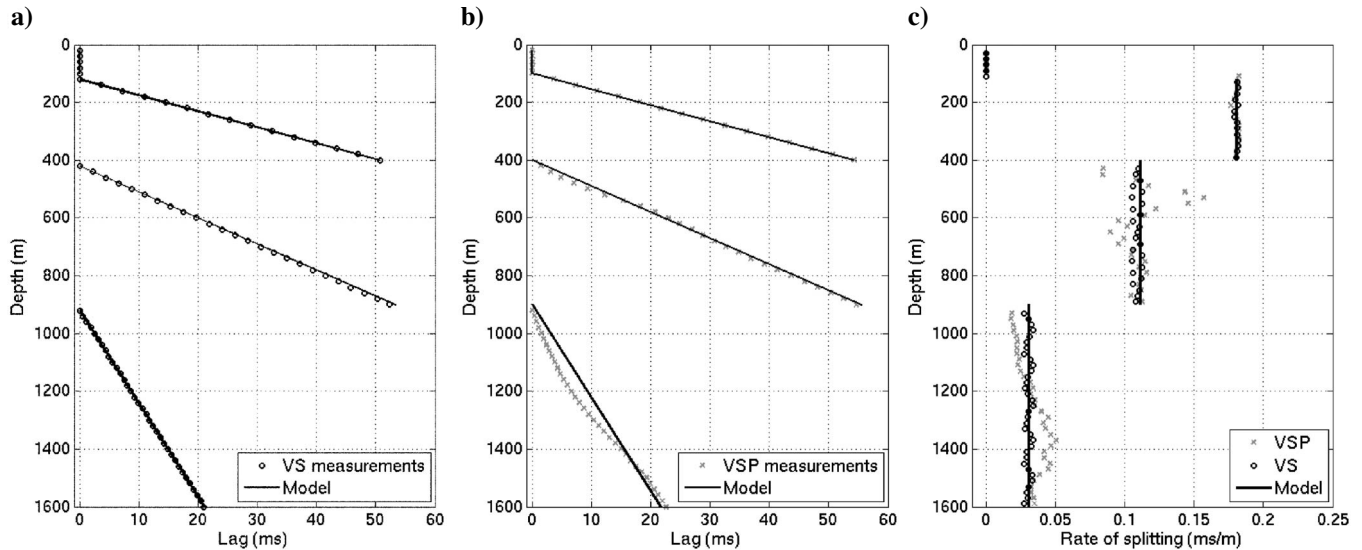 a)
0
200
400
600
800
1000
1200
1400
1600
Depth (m)
0 10 20 30 40 50 60
Lag (ms)
VS measurements
Model
b)
0
200
400
600
800
1000
1200
1400
1600
Depth (m)
0 10 20 30 40 50 60
Lag (ms)
VSP measurements
Model
c)
0
200
400
600
800
1000
1200
1400
1600
Depth (m)
0 0.05 0.1 0.15 0.2 0.25
Rate of splitting (ms/m)
VSP
VS
Model